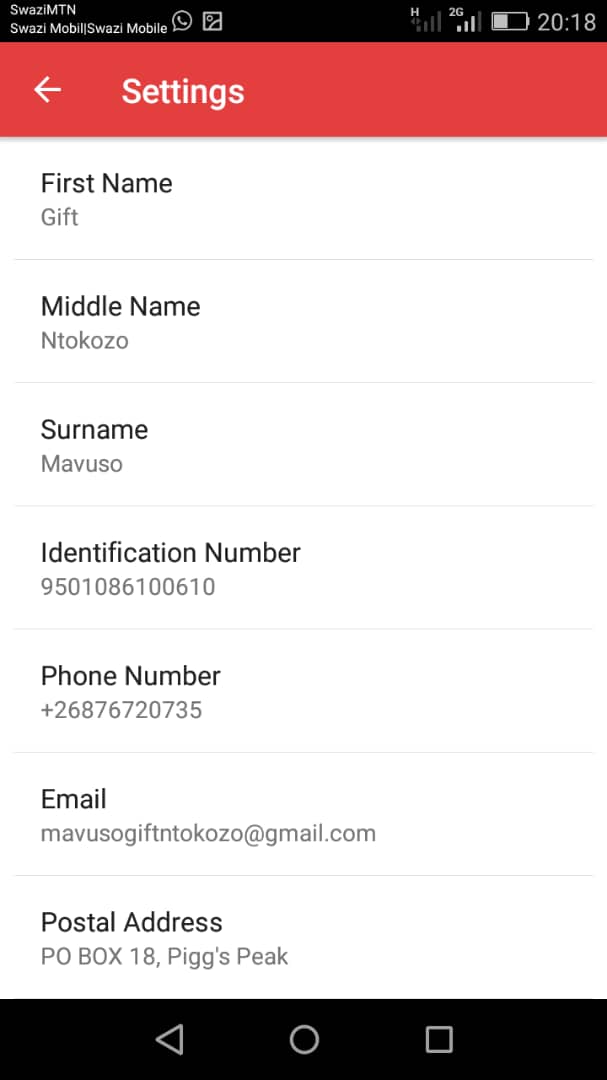 SwaziMTN
Swazi Mobil|Swazi Mobile
H
2G
20:18
Settings
First Name
Gift
Middle Name
Ntokozo
Surname
Mavuso
Identification Number
9501086100610
Phone Number
+26876720735
Email
mavusogiftntokozo@gmail.com
Postal Address
PO BOX 18, Pigg's Peak